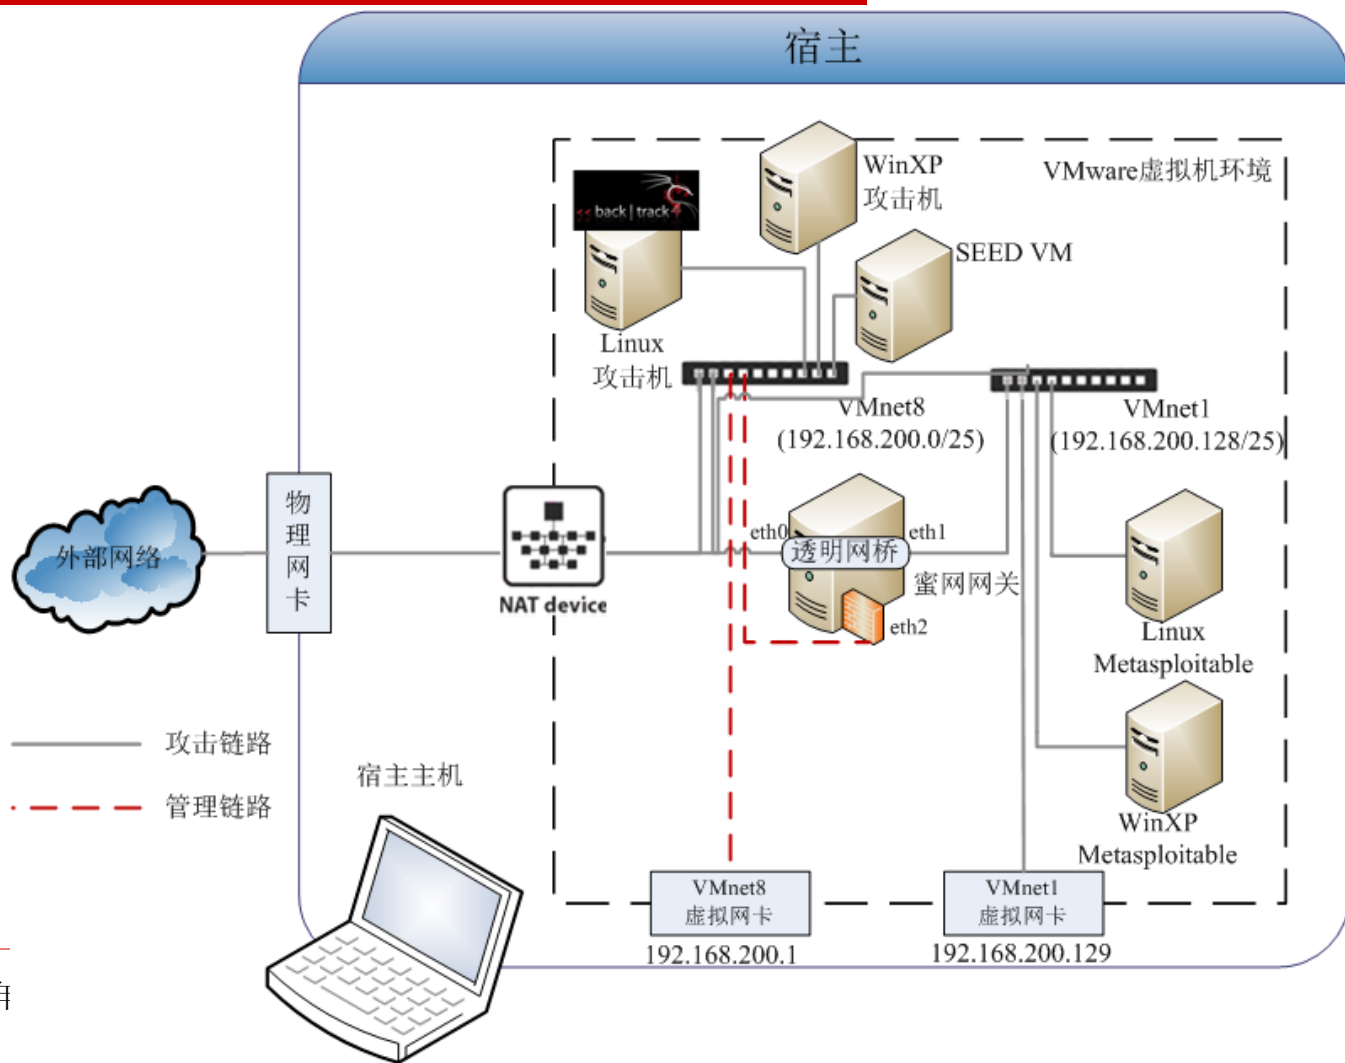 宿主
VMware虚拟机环境
WinXP
攻击机
back | track
SEED VM
Linux
攻击机
VMnet8
(192.168.200.0/25)
VMnet1
(192.168.200.128/25)
物理网卡
外部网络
NAT device
eth0
eth1
透明网桥
蜜网网关
eth2
Linux
Metasploitable
WinXP
Metasploitable
攻击链路
管理链路
宿主主机
VMnet8
虚拟网卡
192.168.200.1
VMnet1
虚拟网卡
192.168.200.129